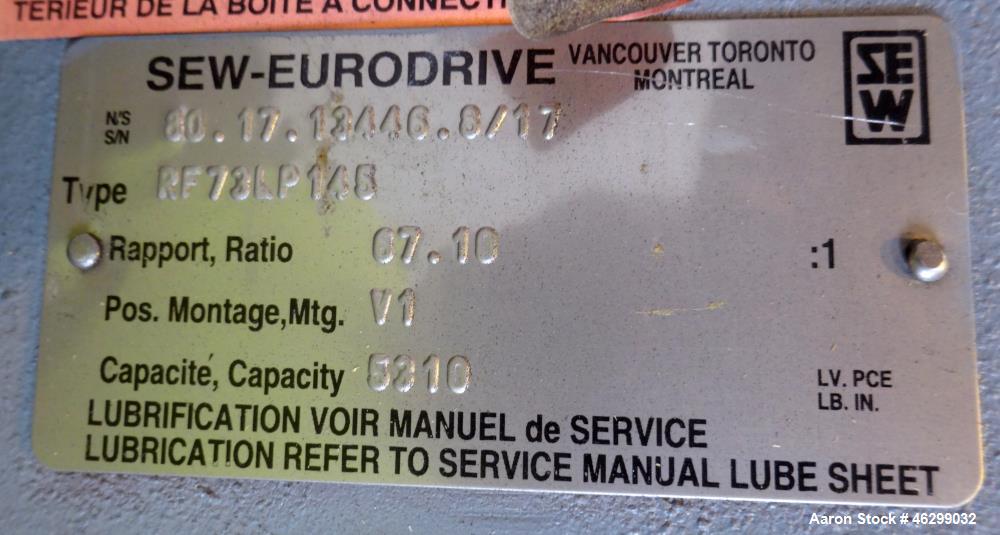 TERIEUR DE LA BOITE A CONNECTI
SEW-EURODRIVE VANCOUVER TORONTO
MONTREAL
SEW
N/S
S/N 80.17.13446.8/17
Type RF73LP145
Rapport, Ratio 67.10 :1
Pos. Montage,Mtg. V1
Capacité, Capacity 5310 LV. PCE
LB. IN.
LUBRIFICATION VOIR MANUEL de SERVICE
LUBRICATION REFER TO SERVICE MANUAL LUBE SHEET
Aaron Stock # 46299032